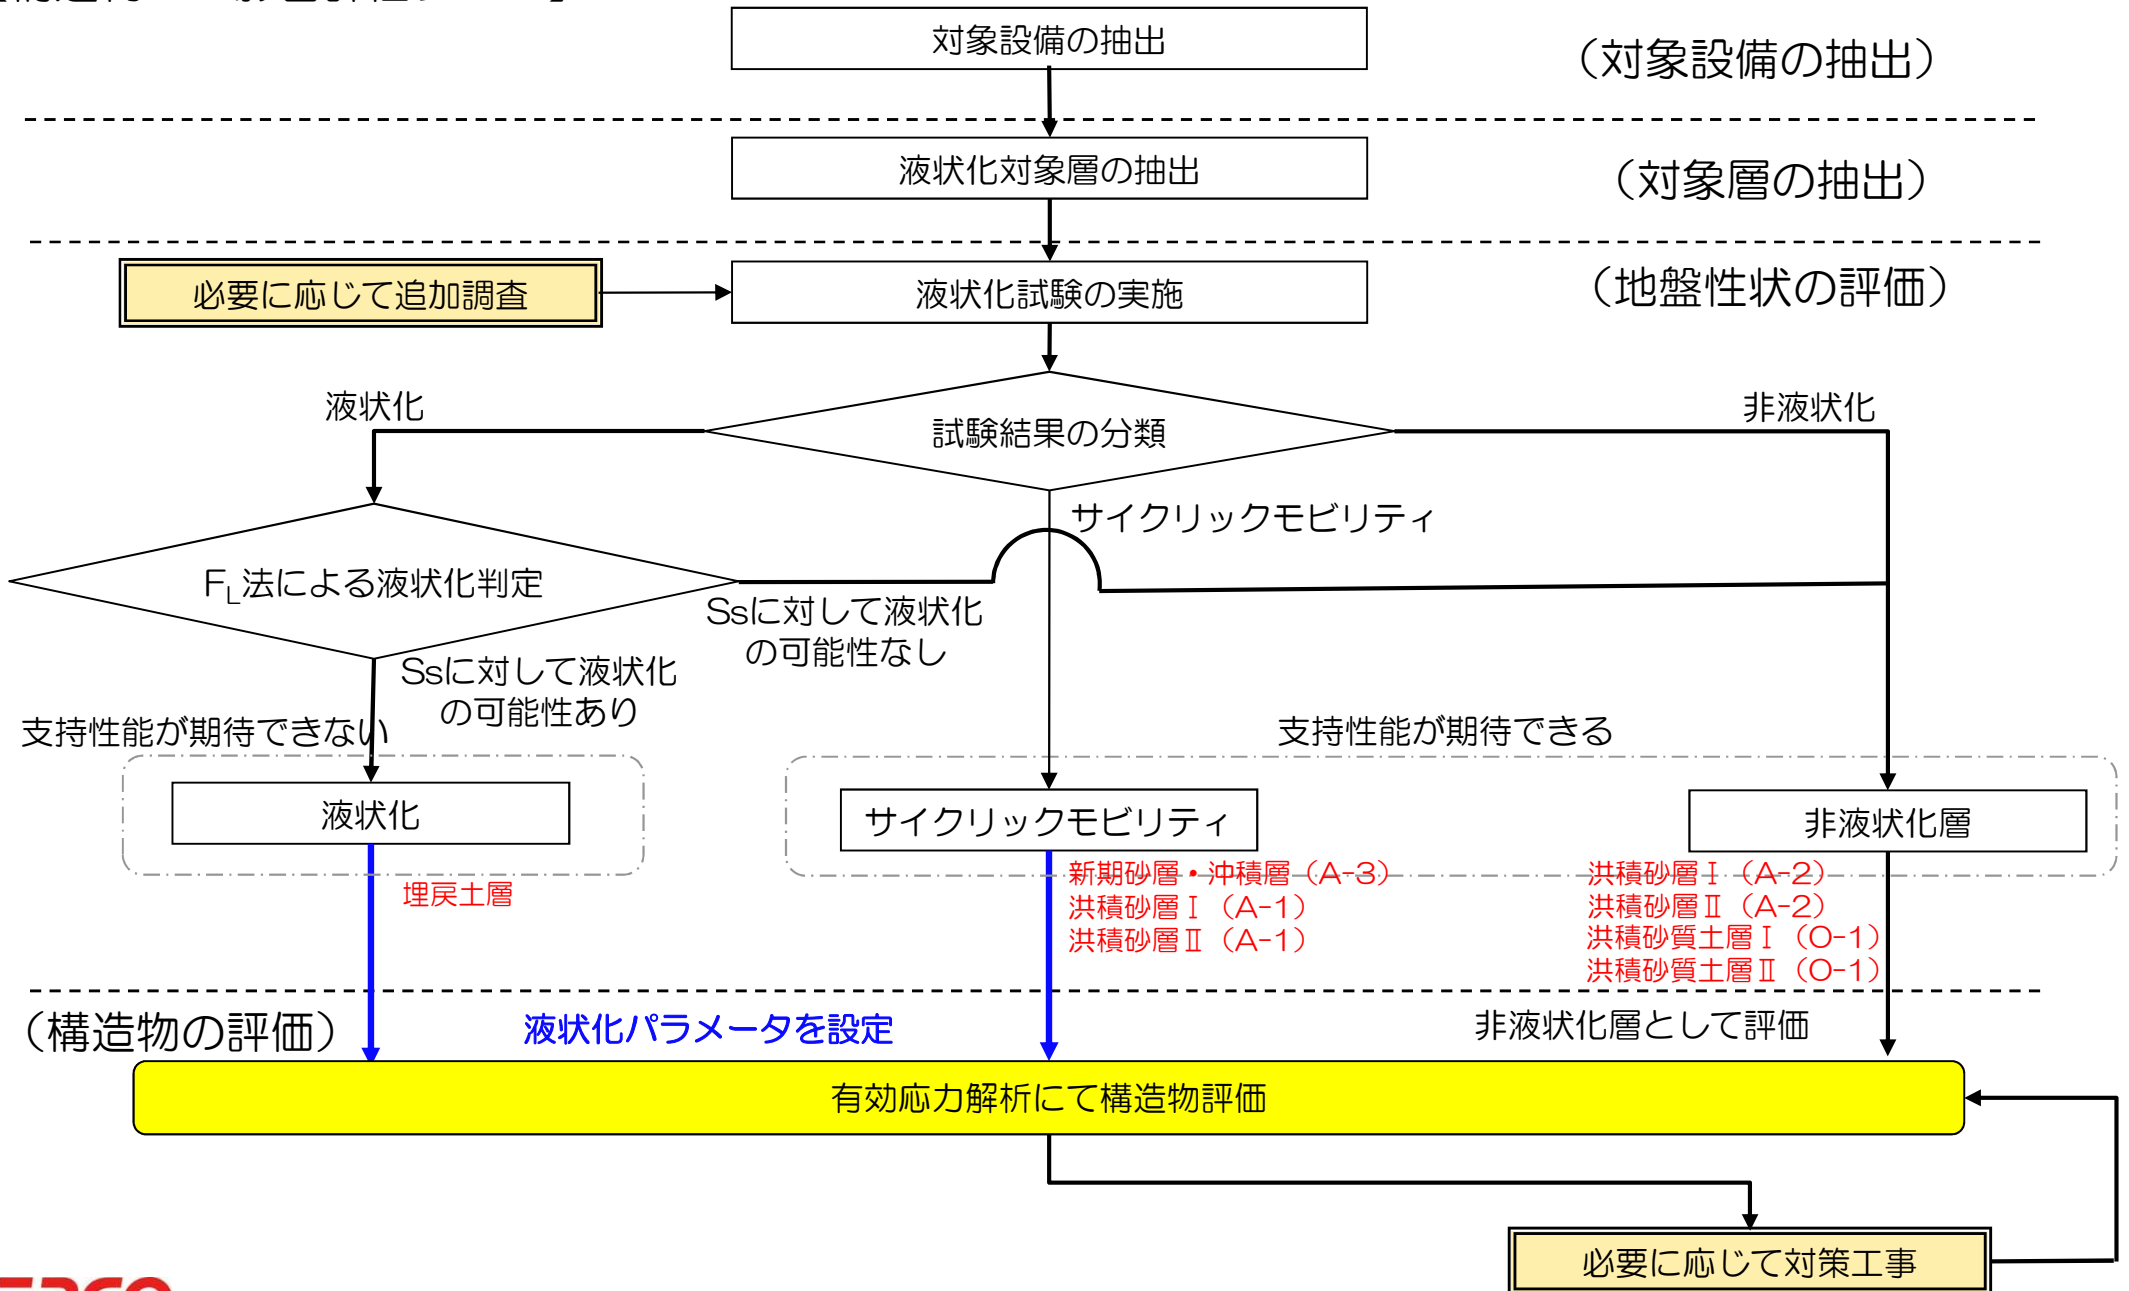 対象設備の抽出
（対象設備の抽出）
液状化対象層の抽出
（対象層の抽出）
必要に応じて追加調査
液状化試験の実施
（地盤性状の評価）
液状化
試験結果の分類
非液状化
サイクリックモビリティ
FL法による液状化判定
Ssに対して液状化
の可能性なし
Ssに対して液状化
の可能性あり
支持性能が期待できない
支持性能が期待できる
液状化
サイクリックモビリティ
非液状化層
埋戻土層
新期砂層・沖積層（A-3）
洪積砂層Ⅰ（A-1）
洪積砂層Ⅱ（A-1）
洪積砂層Ⅰ（A-2）
洪積砂層Ⅱ（A-2）
洪積砂質土層Ⅰ（O-1）
洪積砂質土層Ⅱ（O-1）
（構造物の評価）
液状化パラメータを設定
非液状化層として評価
有効応力解析にて構造物評価
必要に応じて対策工事